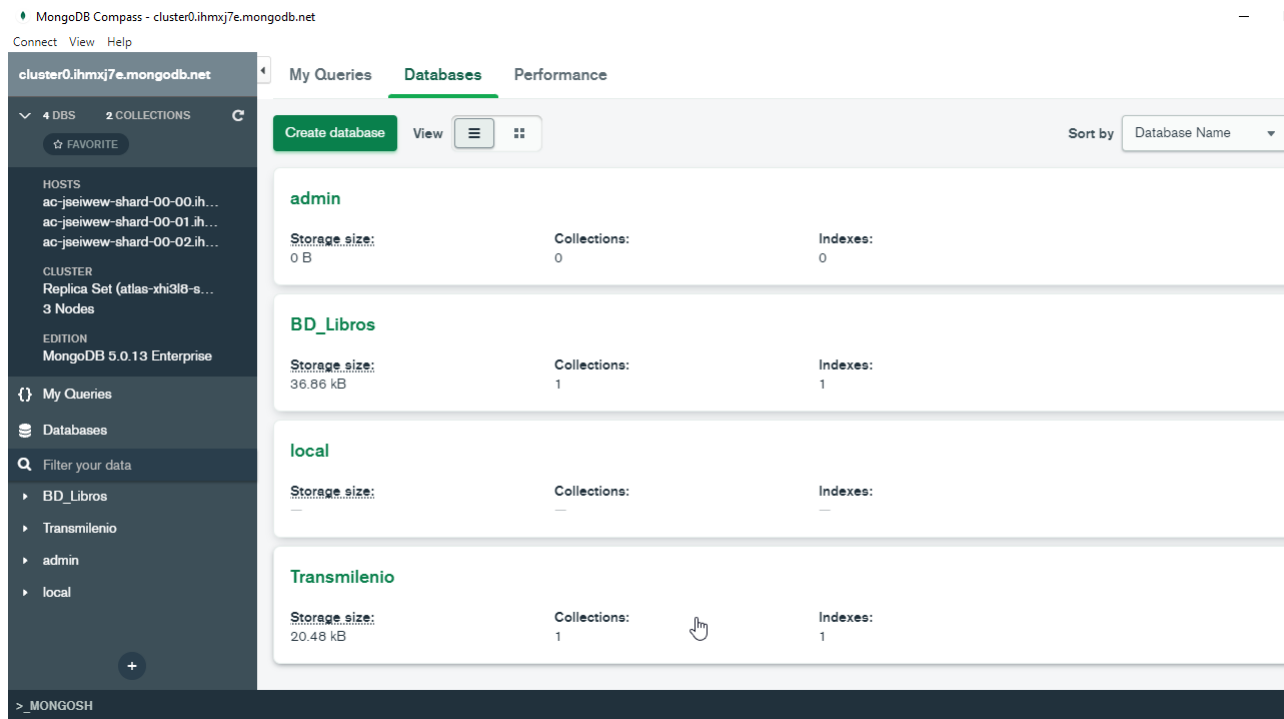 MongoDB Compass - cluster0.ihmxj7e.mongodb.net
Connect View Help
cluster0.ihmxj7e.mongodb.net
4 DBS 2 COLLECTIONS
FAVORITE
HOSTS
ac-jseiwew-shard-00-00.ih...
ac-jseiwew-shard-00-01.ih...
ac-jseiwew-shard-00-02.ih...
CLUSTER
Replica Set (atlas-xhi3l8-s...
3 Nodes
EDITION
MongoDB 5.0.13 Enterprise
{} My Queries
Databases
Filter your data
BD_Libros
Transmilenio
admin
local
+
My Queries Databases Performance
Create database View Sort by Database Name
admin
Storage size: Collections: Indexes:
0 B 0 0
BD_Libros
Storage size: Collections: Indexes:
36.86 kB 1 1
local
Storage size: Collections: Indexes:
— — —
Transmilenio
Storage size: Collections: Indexes:
20.48 kB 1 1
>_MONGOSH